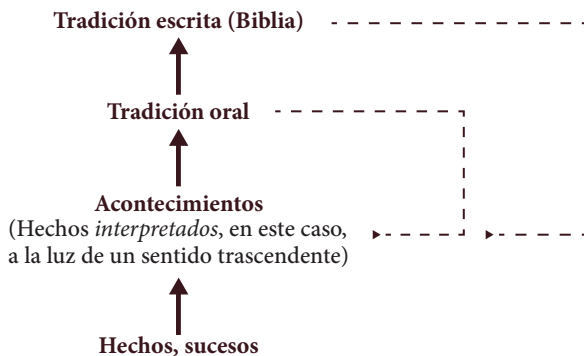 Tradición escrita (Biblia)
Tradición oral
Acontecimientos
(Hechos interpretados, en este caso,
a la luz de un sentido trascendente)
Hechos, sucesos